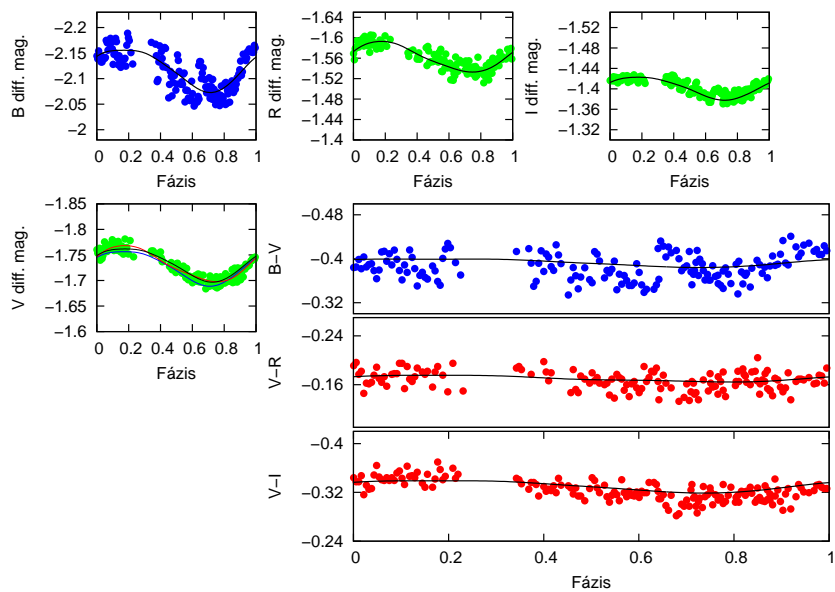 B diff. mag.
−2.2
−2.15
−2.1
−2.05
−2
0 0.2 0.4 0.6 0.8 1
Fázis
R diff. mag.
−1.64
−1.6
−1.56
−1.52
−1.48
−1.44
−1.4
0 0.2 0.4 0.6 0.8 1
Fázis
I diff. mag.
−1.52
−1.48
−1.44
−1.4
−1.36
−1.32
0 0.2 0.4 0.6 0.8 1
Fázis
V diff. mag.
−1.85
−1.8
−1.75
−1.7
−1.65
−1.6
0 0.2 0.4 0.6 0.8 1
Fázis
B−V
−0.48
−0.4
−0.32
V−R
−0.24
−0.16
V−I
−0.4
−0.32
−0.24
0 0.2 0.4 0.6 0.8 1
Fázis